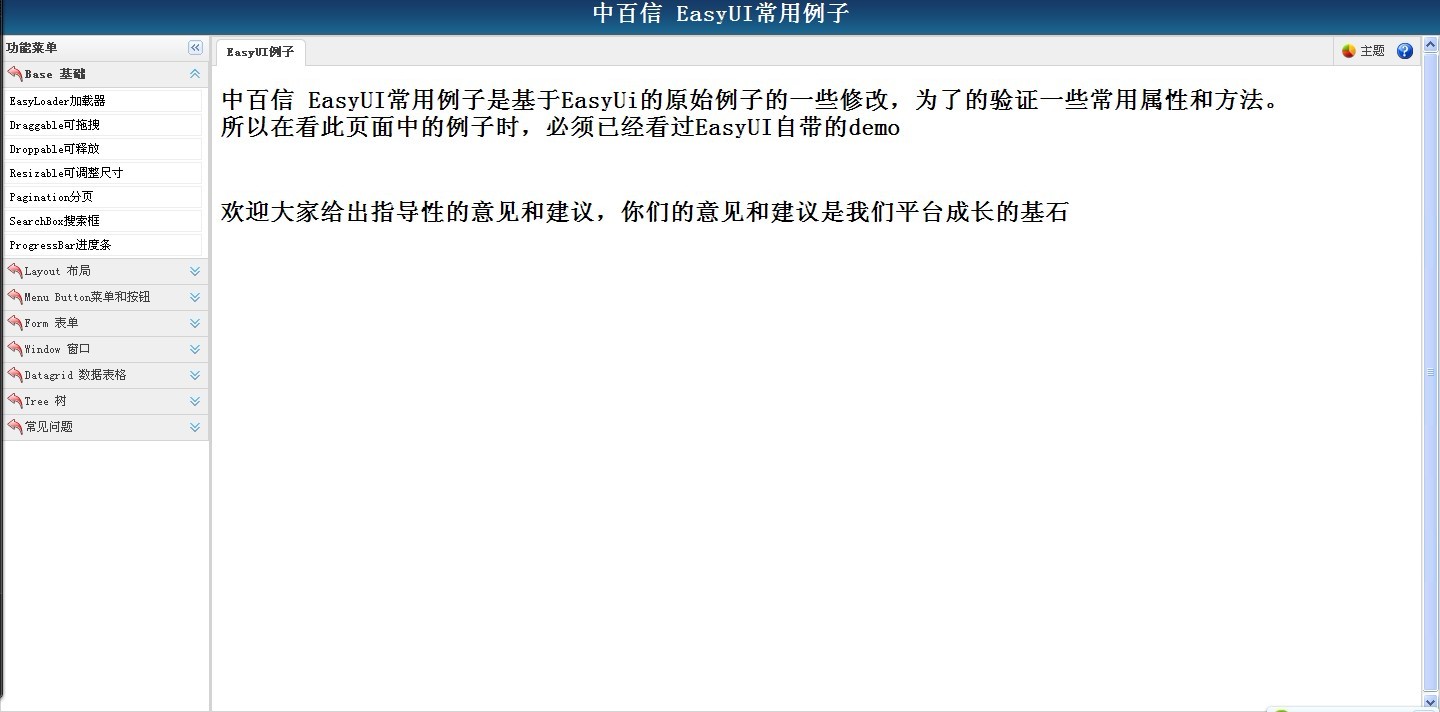 中百信 EasyUI常用例子
功能菜单
Base 基础
EasyLoader加载器
Draggable可拖拽
Droppable可释放
Resizable可调整尺寸
Pagination分页
SearchBox搜索框
ProgressBar进度条
Layout 布局
Menu Button菜单和按钮
Form 表单
Window 窗口
Datagrid 数据表格
Tree 树
常见问题
EasyUI例子
主题
中百信 EasyUI常用例子是基于EasyUi的原始例子的一些修改，为了的验证一些常用属性和方法。
所以在看此页面中的例子时，必须已经看过EasyUI自带的demo
欢迎大家给出指导性的意见和建议，你们的意见和建议是我们平台成长的基石